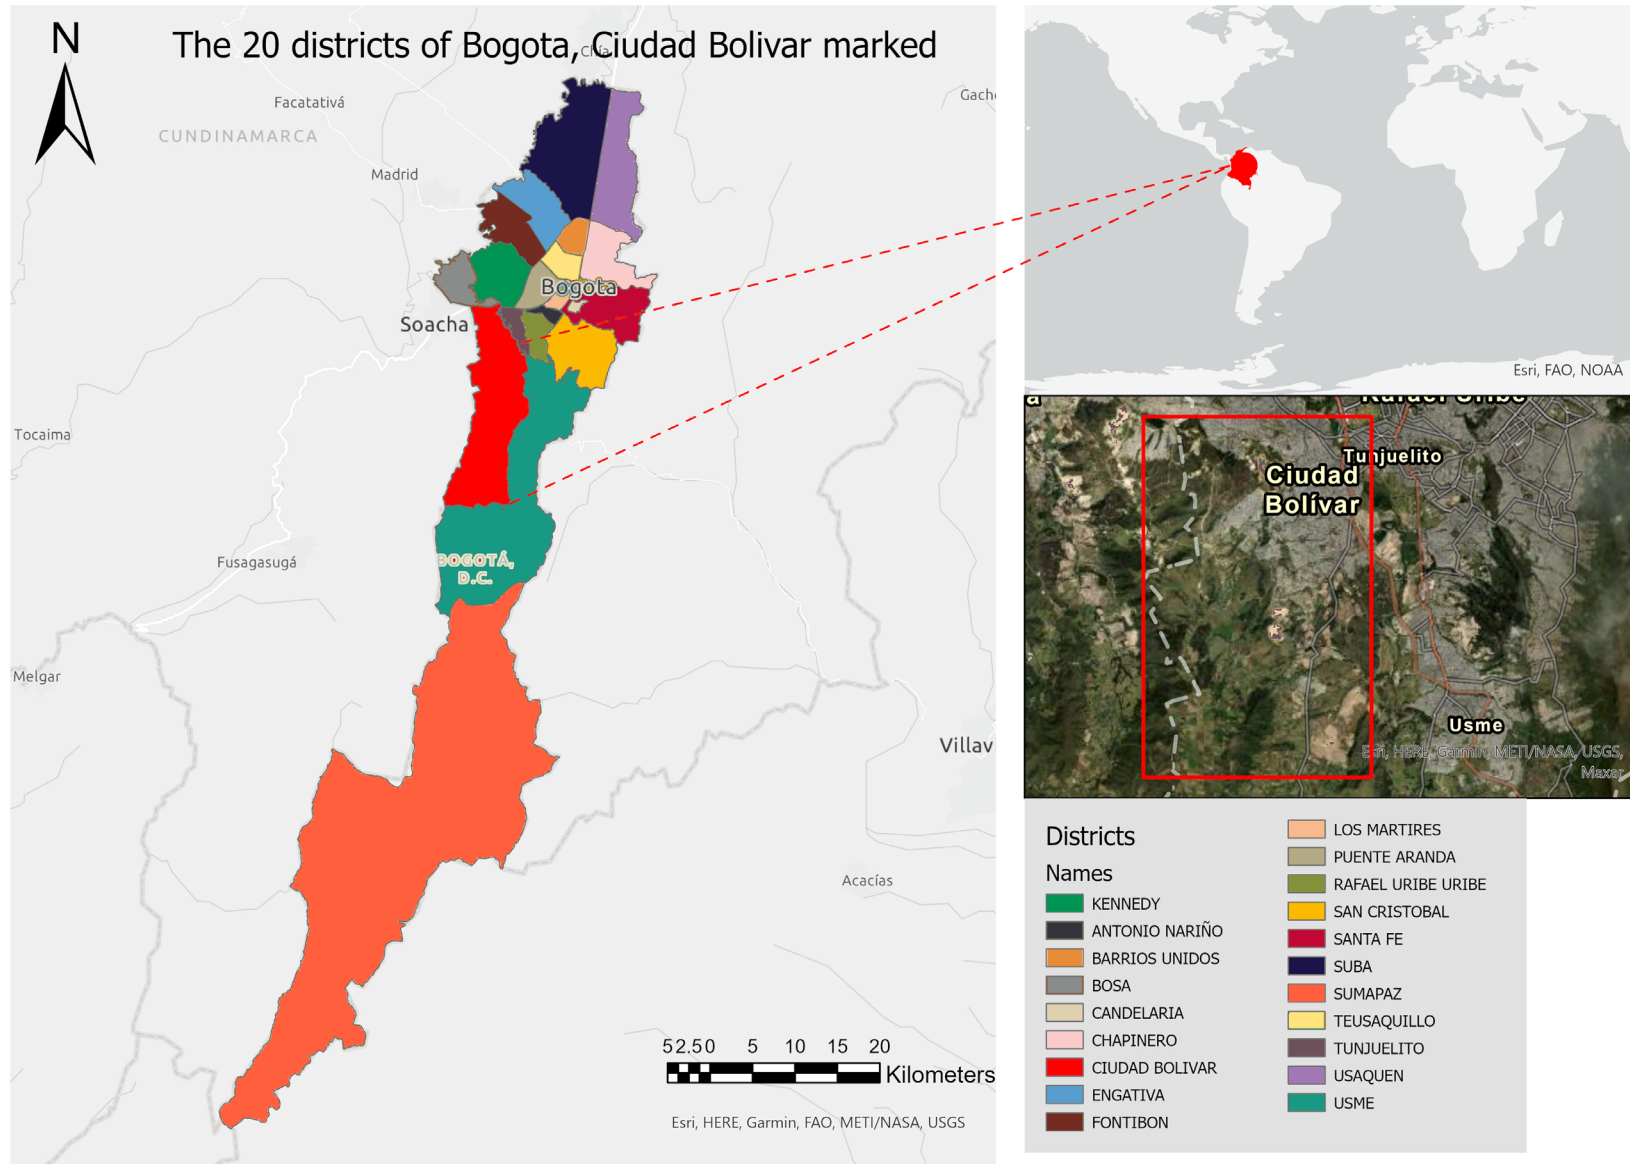 N
The 20 districts of Bogota, Ciudad Bolivar marked
Chía
Facatativá
CUNDINAMARCA
Madrid
Bogota
Soacha
Tocaima
BOGOTÁ,
D.C.
Fusagasugá
Melgar
Villav
Acacías
52.50 5 10 15 20
Kilometers
Esri, HERE, Garmin, FAO, METI/NASA, USGS
Esri, FAO, NOAA
a
Rafael Uribe
Tunjuelito
Ciudad
Bolívar
Usme
Esri, HERE, Garmin, METI/NASA, USGS,
Maxar
Districts
Names
KENNEDY
ANTONIO NARIÑO
BARRIOS UNIDOS
BOSA
CANDELARIA
CHAPINERO
CIUDAD BOLIVAR
ENGATIVA
FONTIBON
LOS MARTIRES
PUENTE ARANDA
RAFAEL URIBE URIBE
SAN CRISTOBAL
SANTA FE
SUBA
SUMAPAZ
TEUSAQUILLO
TUNJUELITO
USAQUEN
USME